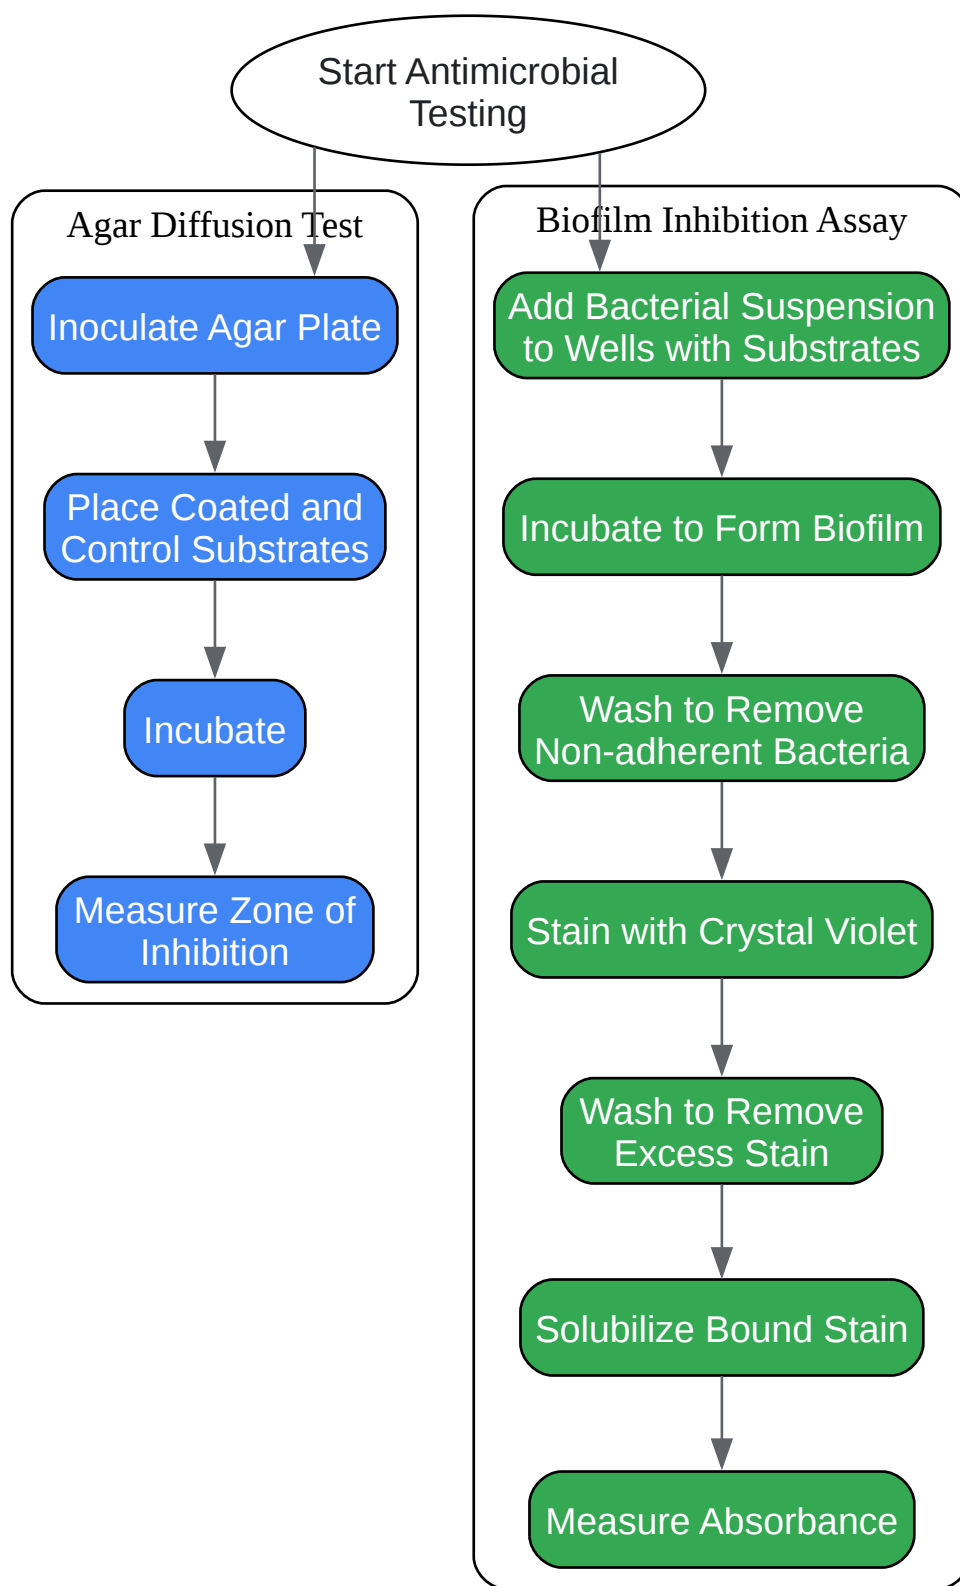 Start Antimicrobial
Testing
Agar Diffusion Test
Inoculate Agar Plate
Place Coated and
Control Substrates
Incubate
Measure Zone of
Inhibition
Biofilm Inhibition Assay
Add Bacterial Suspension
to Wells with Substrates
Incubate to Form Biofilm
Wash to Remove
Non-adherent Bacteria
Stain with Crystal Violet
Wash to Remove
Excess Stain
Solubilize Bound Stain
Measure Absorbance